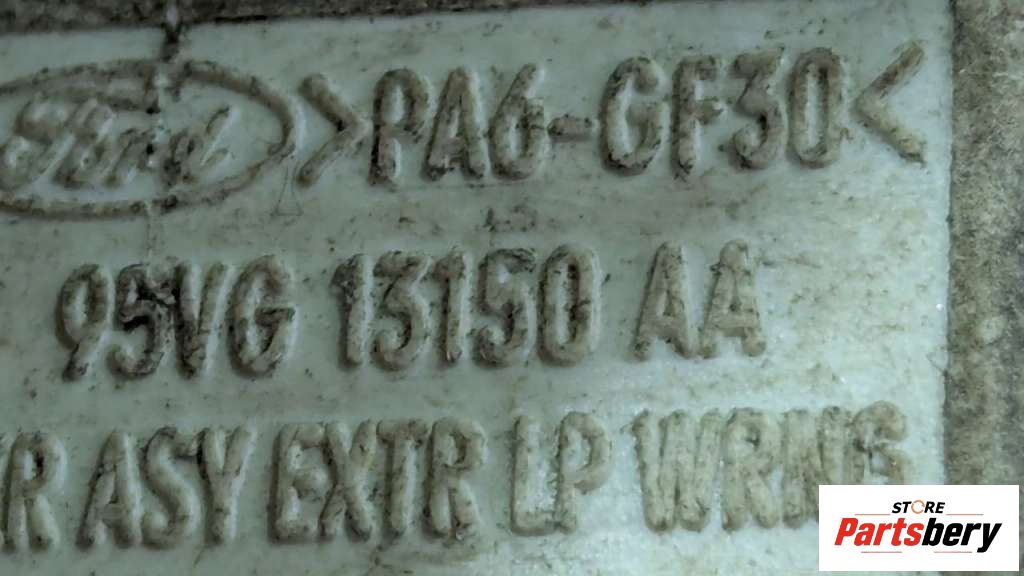 Ford >PA6-GF30<
95VG 13150 AA
R ASY EXTR LP WRNG
STORE
Partsbery